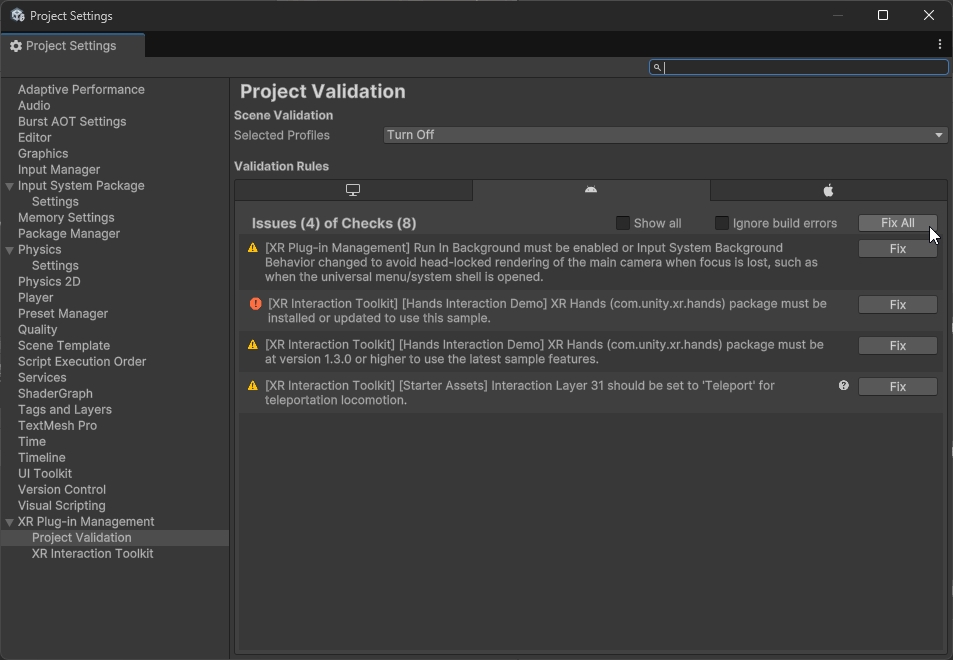 Project Settings
Project Settings
Adaptive Performance
Audio
Burst AOT Settings
Editor
Graphics
Input Manager
Input System Package
Settings
Memory Settings
Package Manager
Physics
Settings
Physics 2D
Player
Preset Manager
Quality
Scene Template
Script Execution Order
Services
ShaderGraph
Tags and Layers
TextMesh Pro
Time
Timeline
UI Toolkit
Version Control
Visual Scripting
XR Plug-in Management
Project Validation
XR Interaction Toolkit
Project Validation
Scene Validation
Selected Profiles Turn Off
Validation Rules
Issues (4) of Checks (8) Show all Ignore build errors Fix All
[XR Plug-in Management] Run In Background must be enabled or Input System Background Fix
Behavior changed to avoid head-locked rendering of the main camera when focus is lost, such as
when the universal menu/system shell is opened.
[XR Interaction Toolkit] [Hands Interaction Demo] XR Hands (com.unity.xr.hands) package must be Fix
installed or updated to use this sample.
[XR Interaction Toolkit] [Hands Interaction Demo] XR Hands (com.unity.xr.hands) package must be Fix
at version 1.3.0 or higher to use the latest sample features.
[XR Interaction Toolkit] [Starter Assets] Interaction Layer 31 should be set to 'Teleport' for Fix
teleportation locomotion.